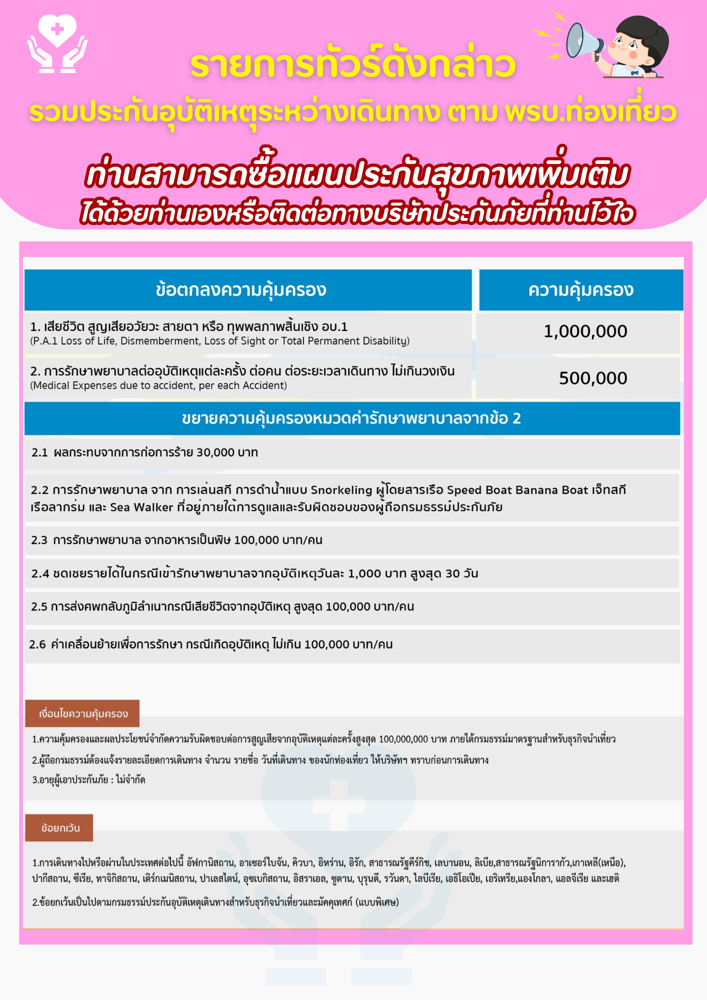 รายการทัวร์ดังกล่าว
รวมประกันอุบัติเหตุระหว่างเดินทาง ตาม พรบ.ท่องเที่ยว
ท่านสามารถซื้อแผนประกันสุขภาพเพิ่มเติม
ได้ด้วยท่านเองหรือติดต่อทางบริษัทประกันภัยที่ท่านไว้ใจ
ข้อตกลงความคุ้มครอง
ความคุ้มครอง
1. เสียชีวิต สูญเสียอวัยวะ สายตา หรือ ทุพพลภาพสิ้นเชิง อบ.1
(P.A.1 Loss of Life, Dismemberment, Loss of Sight or Total Permanent Disability)
1,000,000
2. การรักษาพยาบาลต่ออุบัติเหตุแต่ละครั้ง ต่อคน ต่อระยะเวลาเดินทาง ไม่เกินวงเงิน
(Medical Expenses due to accident, per each Accident)
500,000
ขยายความคุ้มครองหมวดค่ารักษาพยาบาลจากข้อ 2
2.1 ผลกระทบจากการก่อการร้าย 30,000 บาท
2.2 การรักษาพยาบาล จาก การเล่นสกี การดำน้ำแบบ Snorkeling ผู้โดยสารเรือ Speed Boat Banana Boat เจ็ทสกี
เรือลากร่ม และ Sea Walker ที่อยู่ภายใต้การดูแลและรับผิดชอบของผู้ถือกรมธรรม์ประกันภัย
2.3 การรักษาพยาบาล จากอาหารเป็นพิษ 100,000 บาท/คน
2.4 ชดเชยรายได้ในกรณีเข้ารักษาพยาบาลจากอุบัติเหตุวันละ 1,000 บาท สูงสุด 30 วัน
2.5 การส่งศพกลับภูมิลำเนากรณีเสียชีวิตจากอุบัติเหตุ สูงสุด 100,000 บาท/คน
2.6 ค่าเคลื่อนย้ายเพื่อการรักษา กรณีเกิดอุบัติเหตุ ไม่เกิน 100,000 บาท/คน
เงื่อนไขความคุ้มครอง
1.ความคุ้มครองและผลประโยชน์จำกัดความรับผิดชอบต่อการสูญเสียจากอุบัติเหตุแต่ละครั้งสูงสุด 100,000,000 บาท ภายใต้กรมธรรม์มาตรฐานสำหรับธุรกิจนำเที่ยว
2.ผู้ถือกรมธรรม์ต้องแจ้งรายละเอียดการเดินทาง จำนวน รายชื่อ วันที่เดินทาง ของนักท่องเที่ยว ให้บริษัทฯ ทราบก่อนการเดินทาง
3.อายุผู้เอาประกันภัย : ไม่จำกัด
ข้อยกเว้น
1.การเดินทางไปหรือผ่านในประเทศต่อไปนี้ อัฟกานิสถาน, อาเซอร์ไบจัน, คิวบา, อิหร่าน, อิรัก, สาธารณรัฐคีร์กิช, เลบานอน, ลิเบีย,สาธารณรัฐนิการากัว,เกาเหลี(เหนือ),
ปากีสถาน, ซีเรีย, ทาจิกิสถาน, เติร์กเมนิสถาน, ปาเลสไตน์, อุซเบกิสถาน, อิสราเอล, ซูตาน, บุรุนดี, รวันดา, ไลบีเรีย, เอธิโอเปีย, เอริเทรีย,แองโกลา, แอลจีเรีย และเฮติ
2.ข้อยกเว้นเป็นไปตามกรมธรรม์ประกันอุบัติเหตุเดินทางสำหรับธุรกิจนำเที่ยวและมัคคุเทศก์ (แบบพิเศษ)